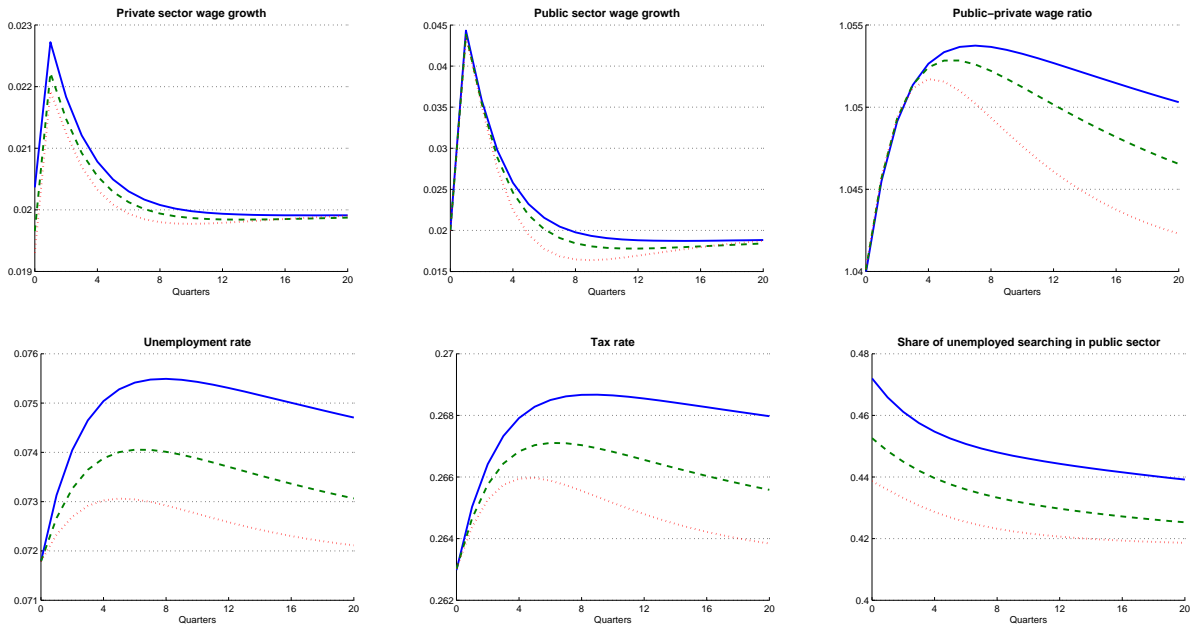 Private sector wage growth
0.023
0.022
0.021
0.02
0.019
0 4 8 12 16 20
Quarters
Public sector wage growth
0.045
0.04
0.035
0.03
0.025
0.02
0.015
0 4 8 12 16 20
Quarters
Public−private wage ratio
1.055
1.05
1.045
1.04
0 4 8 12 16 20
Quarters
Unemployment rate
0.076
0.075
0.074
0.073
0.072
0.071
0 4 8 12 16 20
Quarters
Tax rate
0.27
0.268
0.266
0.264
0.262
0 4 8 12 16 20
Quarters
Share of unemployed searching in public sector
0.48
0.46
0.44
0.42
0.4
0 4 8 12 16 20
Quarters